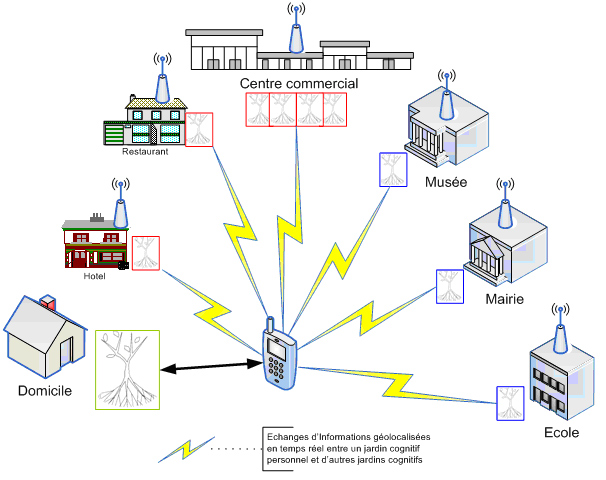 Centre commercial
Restaurant
Musée
Hotel
Mairie
Domicile
Ecole
Echanges d'Informations géolocalisées
en temps réel entre un jardin cognitif
personnel et d'autres jardins cognitifs